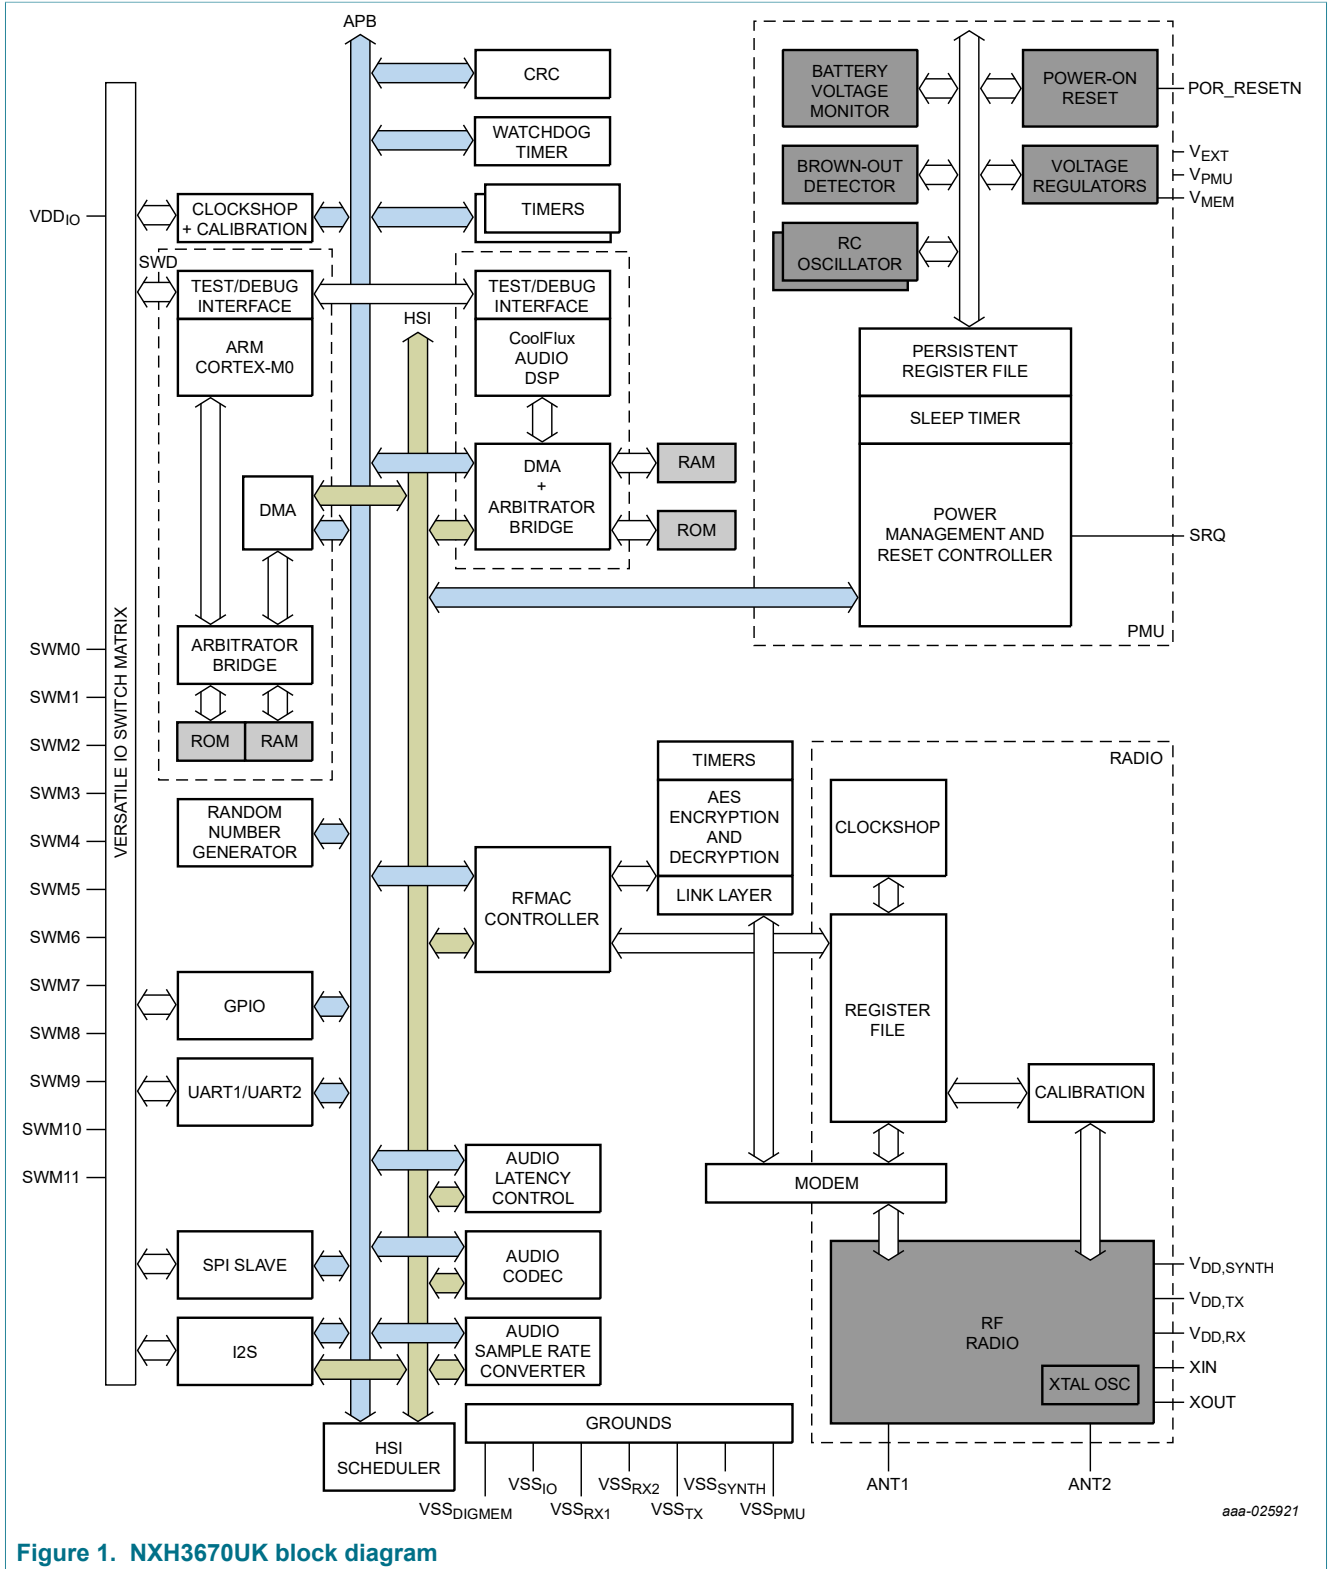 APB
CRC
WATCHDOG
TIMER
TIMERS
CLOCKSHOP
+ CALIBRATION
VDDIO
SWD
TEST/DEBUG
INTERFACE
ARM
CORTEX-M0
TEST/DEBUG
INTERFACE
CoolFlux
AUDIO
DSP
HSI
DMA
DMA
+
ARBITRATOR
BRIDGE
RAM
ROM
ARBITRATOR
BRIDGE
ROM
RAM
VERSATILE IO SWITCH MATRIX
SWM0
SWM1
SWM2
SWM3
SWM4
SWM5
SWM6
SWM7
SWM8
SWM9
SWM10
SWM11
RANDOM
NUMBER
GENERATOR
GPIO
UART1/UART2
SPI SLAVE
I2S
BATTERY
VOLTAGE
MONITOR
POWER-ON
RESET
POR_RESETN
BROWN-OUT
DETECTOR
VOLTAGE
REGULATORS
VEXT
VPMU
VMEM
RC
OSCILLATOR
PERSISTENT
REGISTER FILE
SLEEP TIMER
POWER
MANAGEMENT AND
RESET CONTROLLER
SRQ
PMU
TIMERS
AES
ENCRYPTION
AND
DECRYPTION
LINK LAYER
RFMAC
CONTROLLER
RADIO
CLOCKSHOP
REGISTER
FILE
CALIBRATION
MODEM
AUDIO
LATENCY
CONTROL
AUDIO
CODEC
AUDIO
SAMPLE RATE
CONVERTER
RF
RADIO
XTAL OSC
VDD,SYNTH
VDD,TX
VDD,RX
XIN
XOUT
ANT1
ANT2
HSI
SCHEDULER
GROUNDS
VSSDIGMEM
VSSIO
VSSRX1
VSSRX2
VSSTX
VSSSYNTH
VSSPMU
aaa-025921
Figure 1. NXH3670UK block diagram